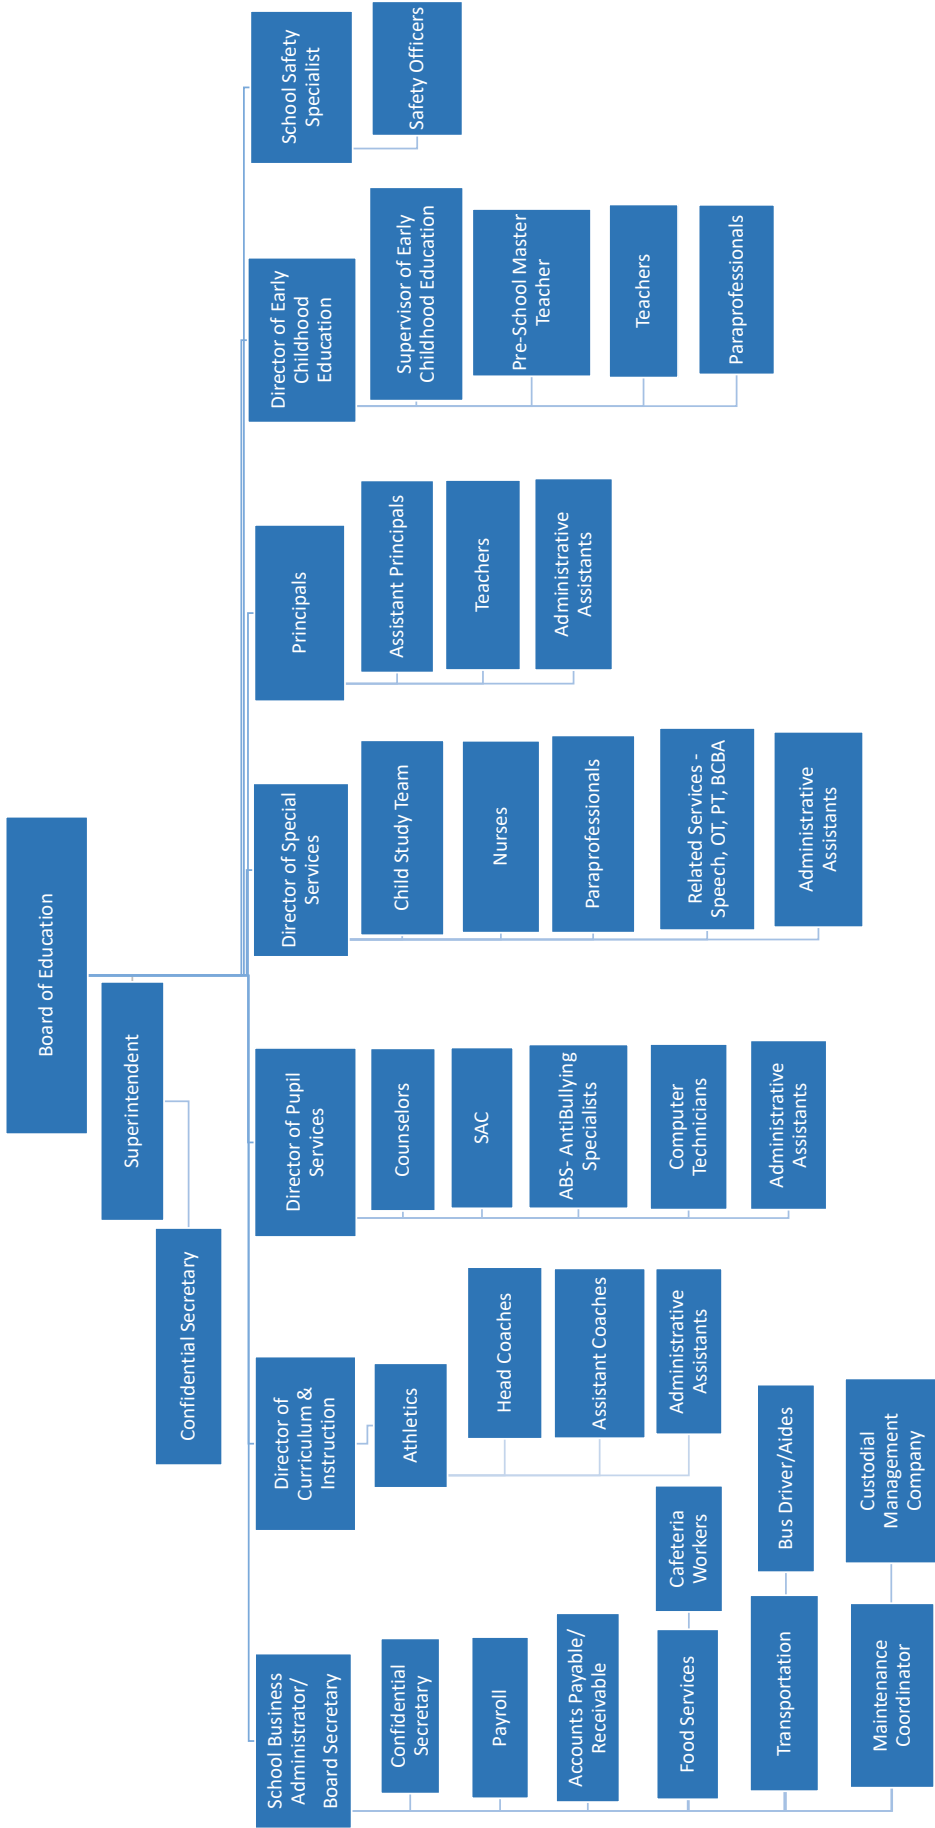 Board of Education
Superintendent
Confidential Secretary
School Business
Administrator/
Board Secretary
Confidential
Secretary
Payroll
Accounts Payable/
Receivable
Food Services
Cafeteria
Workers
Transportation
Bus Driver/Aides
Maintenance
Coordinator
Custodial
Management
Company
Director of
Curriculum &
Instruction
Athletics
Head Coaches
Assistant Coaches
Administrative
Assistants
Director of Pupil
Services
Counselors
SAC
ABS- AntiBullying
Specialists
Computer
Technicians
Administrative
Assistants
Director of Special
Services
Child Study Team
Nurses
Paraprofessionals
Related Services -
Speech, OT, PT, BCBA
Administrative
Assistants
Principals
Assistant Principals
Teachers
Administrative
Assistants
Director of Early
Childhood
Education
Supervisor of Early
Childhood Education
Pre-School Master
Teacher
Teachers
Paraprofessionals
School Safety
Specialist
Safety Officers